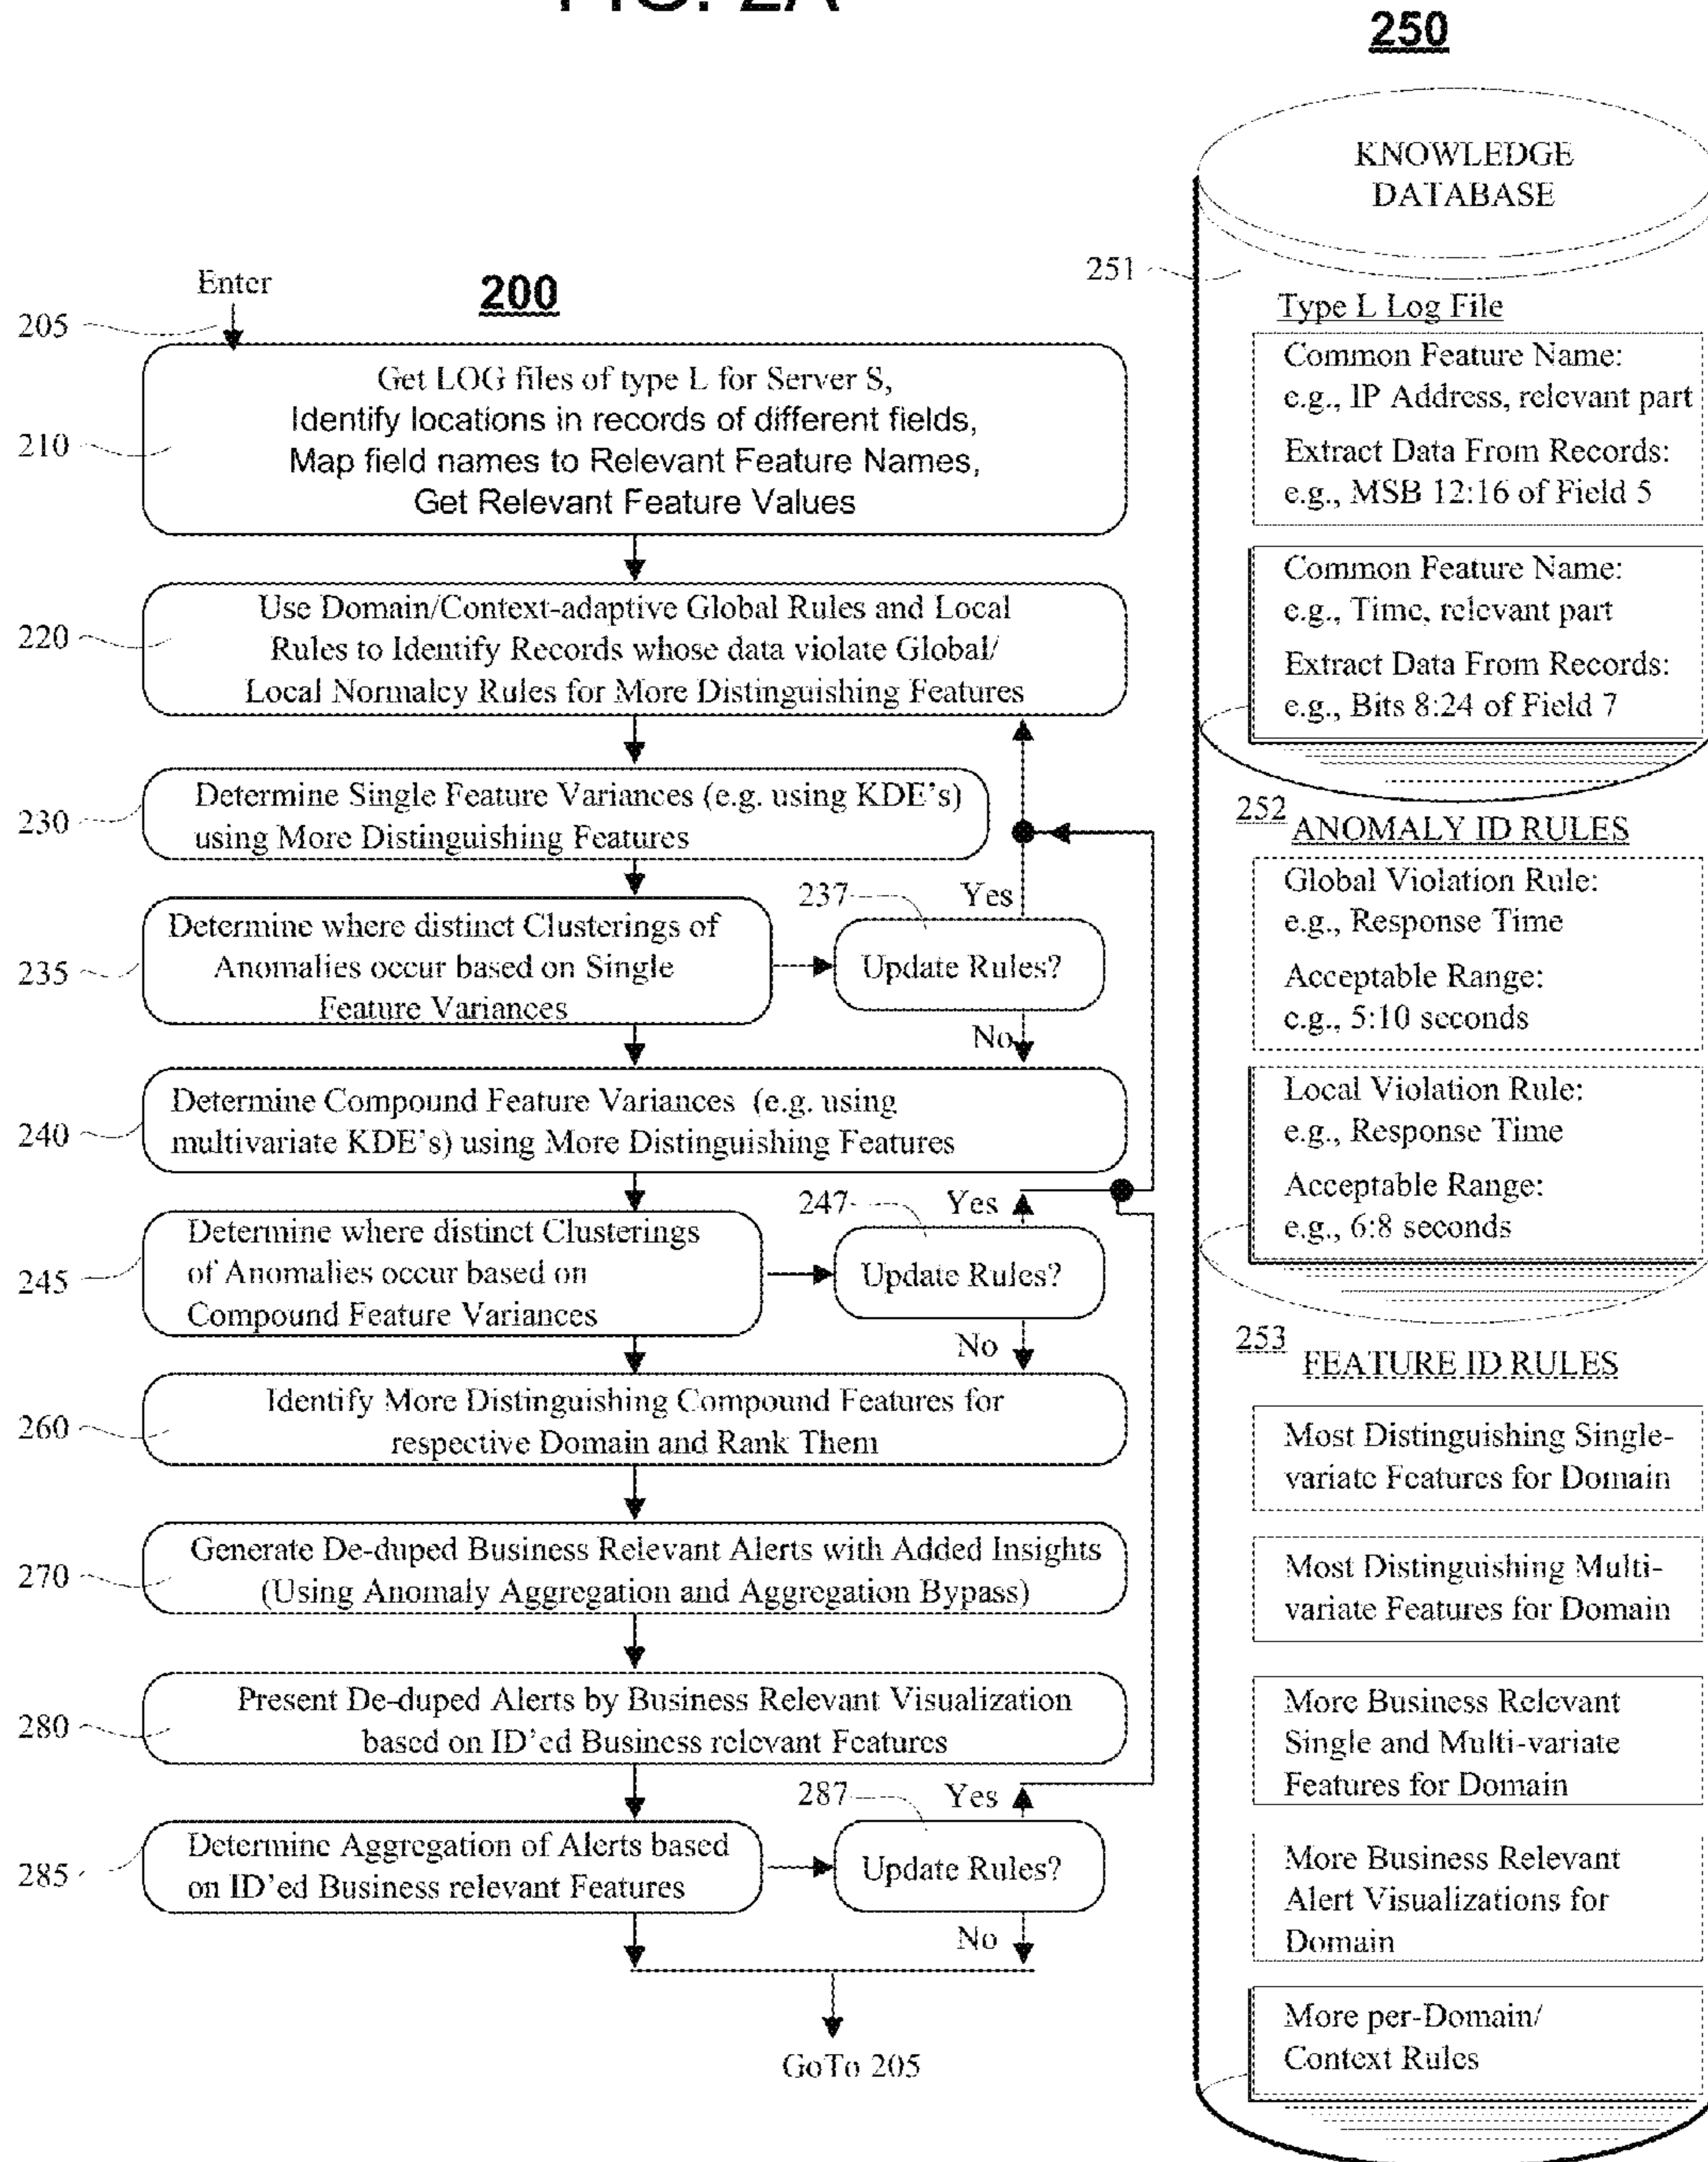 FIG. 2A
200
Enter
205
210
Get LOG files of type L for Server S,
Identify locations in records of different fields,
Map field names to Relevant Feature Names,
Get Relevant Feature Values
220
Use Domain/Context-adaptive Global Rules and Local
Rules to Identify Records whose data violate Global/
Local Normalcy Rules for More Distinguishing Features
230
Determine Single Feature Variances (e.g. using KDE's)
using More Distinguishing Features
235
Determine where distinct Clusterings of
Anomalies occur based on Single
Feature Variances
237
Yes
Update Rules?
No
240
Determine Compound Feature Variances (e.g. using
multivariate KDE's) using More Distinguishing Features
245
Determine where distinct Clusterings
of Anomalies occur based on
Compound Feature Variances
247
Yes
Update Rules?
No
260
Identify More Distinguishing Compound Features for
respective Domain and Rank Them
270
Generate De-duped Business Relevant Alerts with Added Insights
(Using Anomaly Aggregation and Aggregation Bypass)
280
Present De-duped Alerts by Business Relevant Visualization
based on ID'ed Business relevant Features
285
Determine Aggregation of Alerts based
on ID'ed Business relevant Features
287
Yes
Update Rules?
No
GoTo 205
250
KNOWLEDGE
DATABASE
251
Type L Log File
Common Feature Name:
e.g., IP Address, relevant part
Extract Data From Records:
e.g., MSB 12:16 of Field 5
Common Feature Name:
e.g., Time, relevant part
Extract Data From Records:
e.g., Bits 8:24 of Field 7
252
ANOMALY ID RULES
Global Violation Rule:
e.g., Response Time
Acceptable Range:
e.g., 5:10 seconds
Local Violation Rule:
e.g., Response Time
Acceptable Range:
e.g., 6:8 seconds
253
FEATURE ID RULES
Most Distinguishing Single-
variate Features for Domain
Most Distinguishing Multi-
variate Features for Domain
More Business Relevant
Single and Multi-variate
Features for Domain
More Business Relevant
Alert Visualizations for
Domain
More per-Domain/
Context Rules